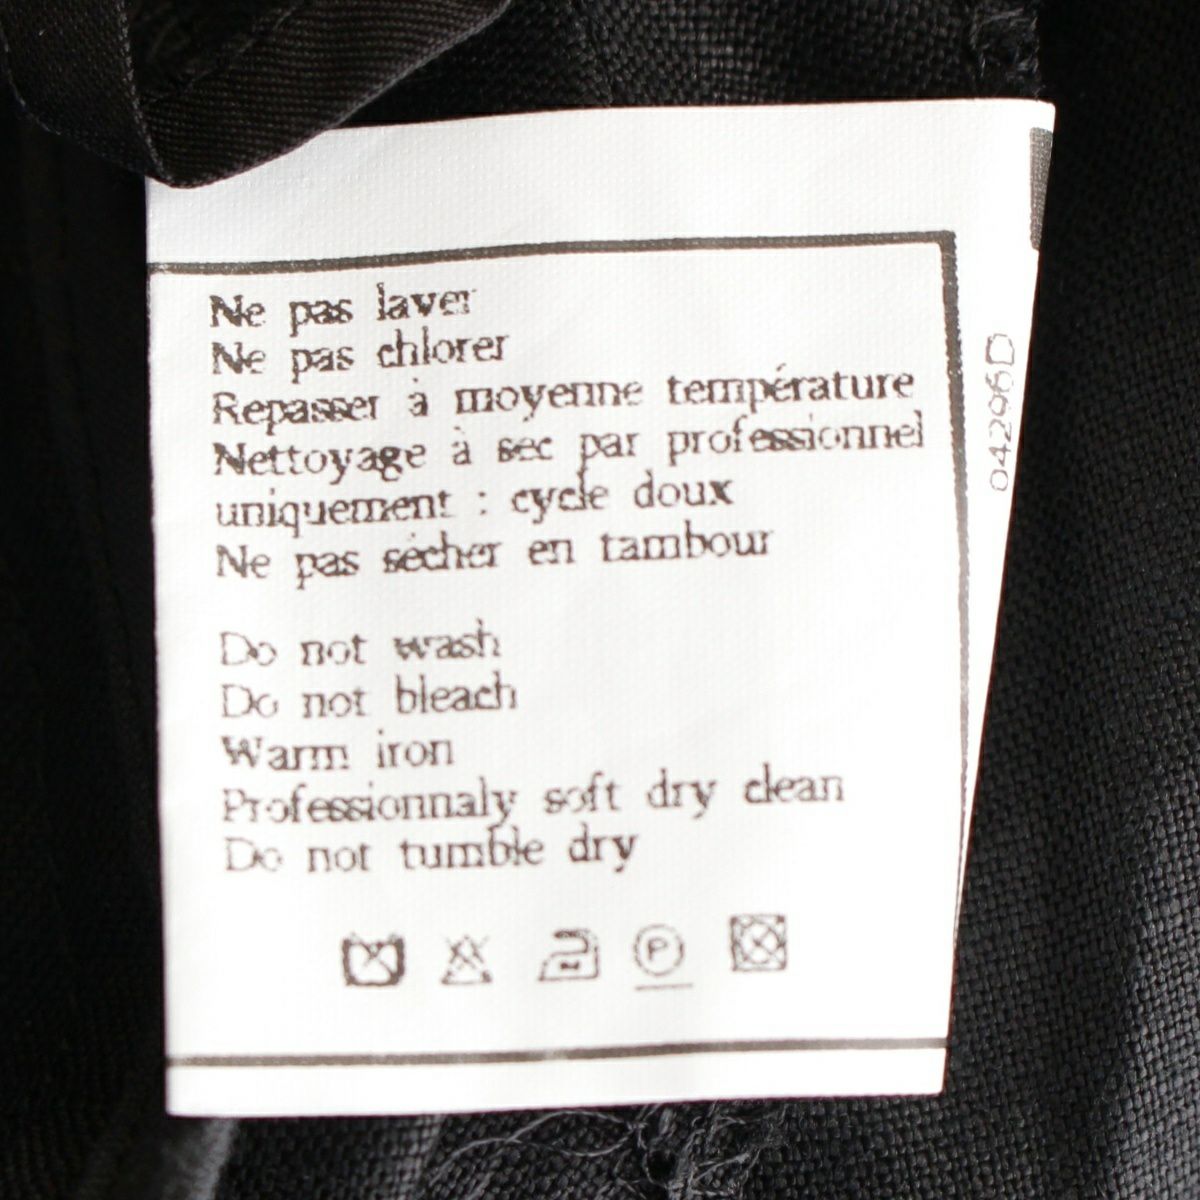 Ne pas laver
Ne pas chlorer
Repasser à moyenne température
Nettoyage à sec par professionnel
uniquement : cycle doux
Ne pas sécher en tambour
Do not wash
Do not bleach
Warm iron
Professionnaly soft dry clean
Do not tumble dry
P
04296D